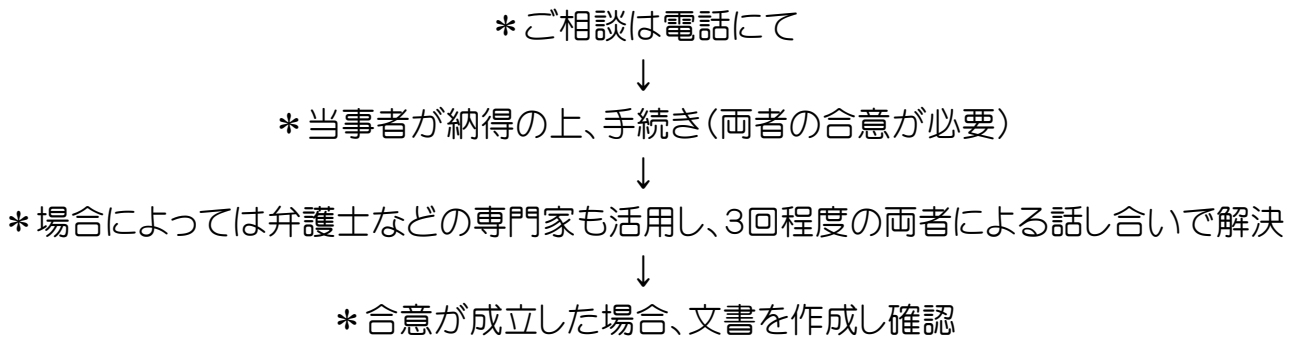 ＊ご相談は電話にて
↓
＊当事者が納得の上、手続き（両者の合意が必要）
↓
＊場合によっては弁護士などの専門家も活用し、3回程度の両者による話し合いで解決
↓
＊合意が成立した場合、文書を作成し確認